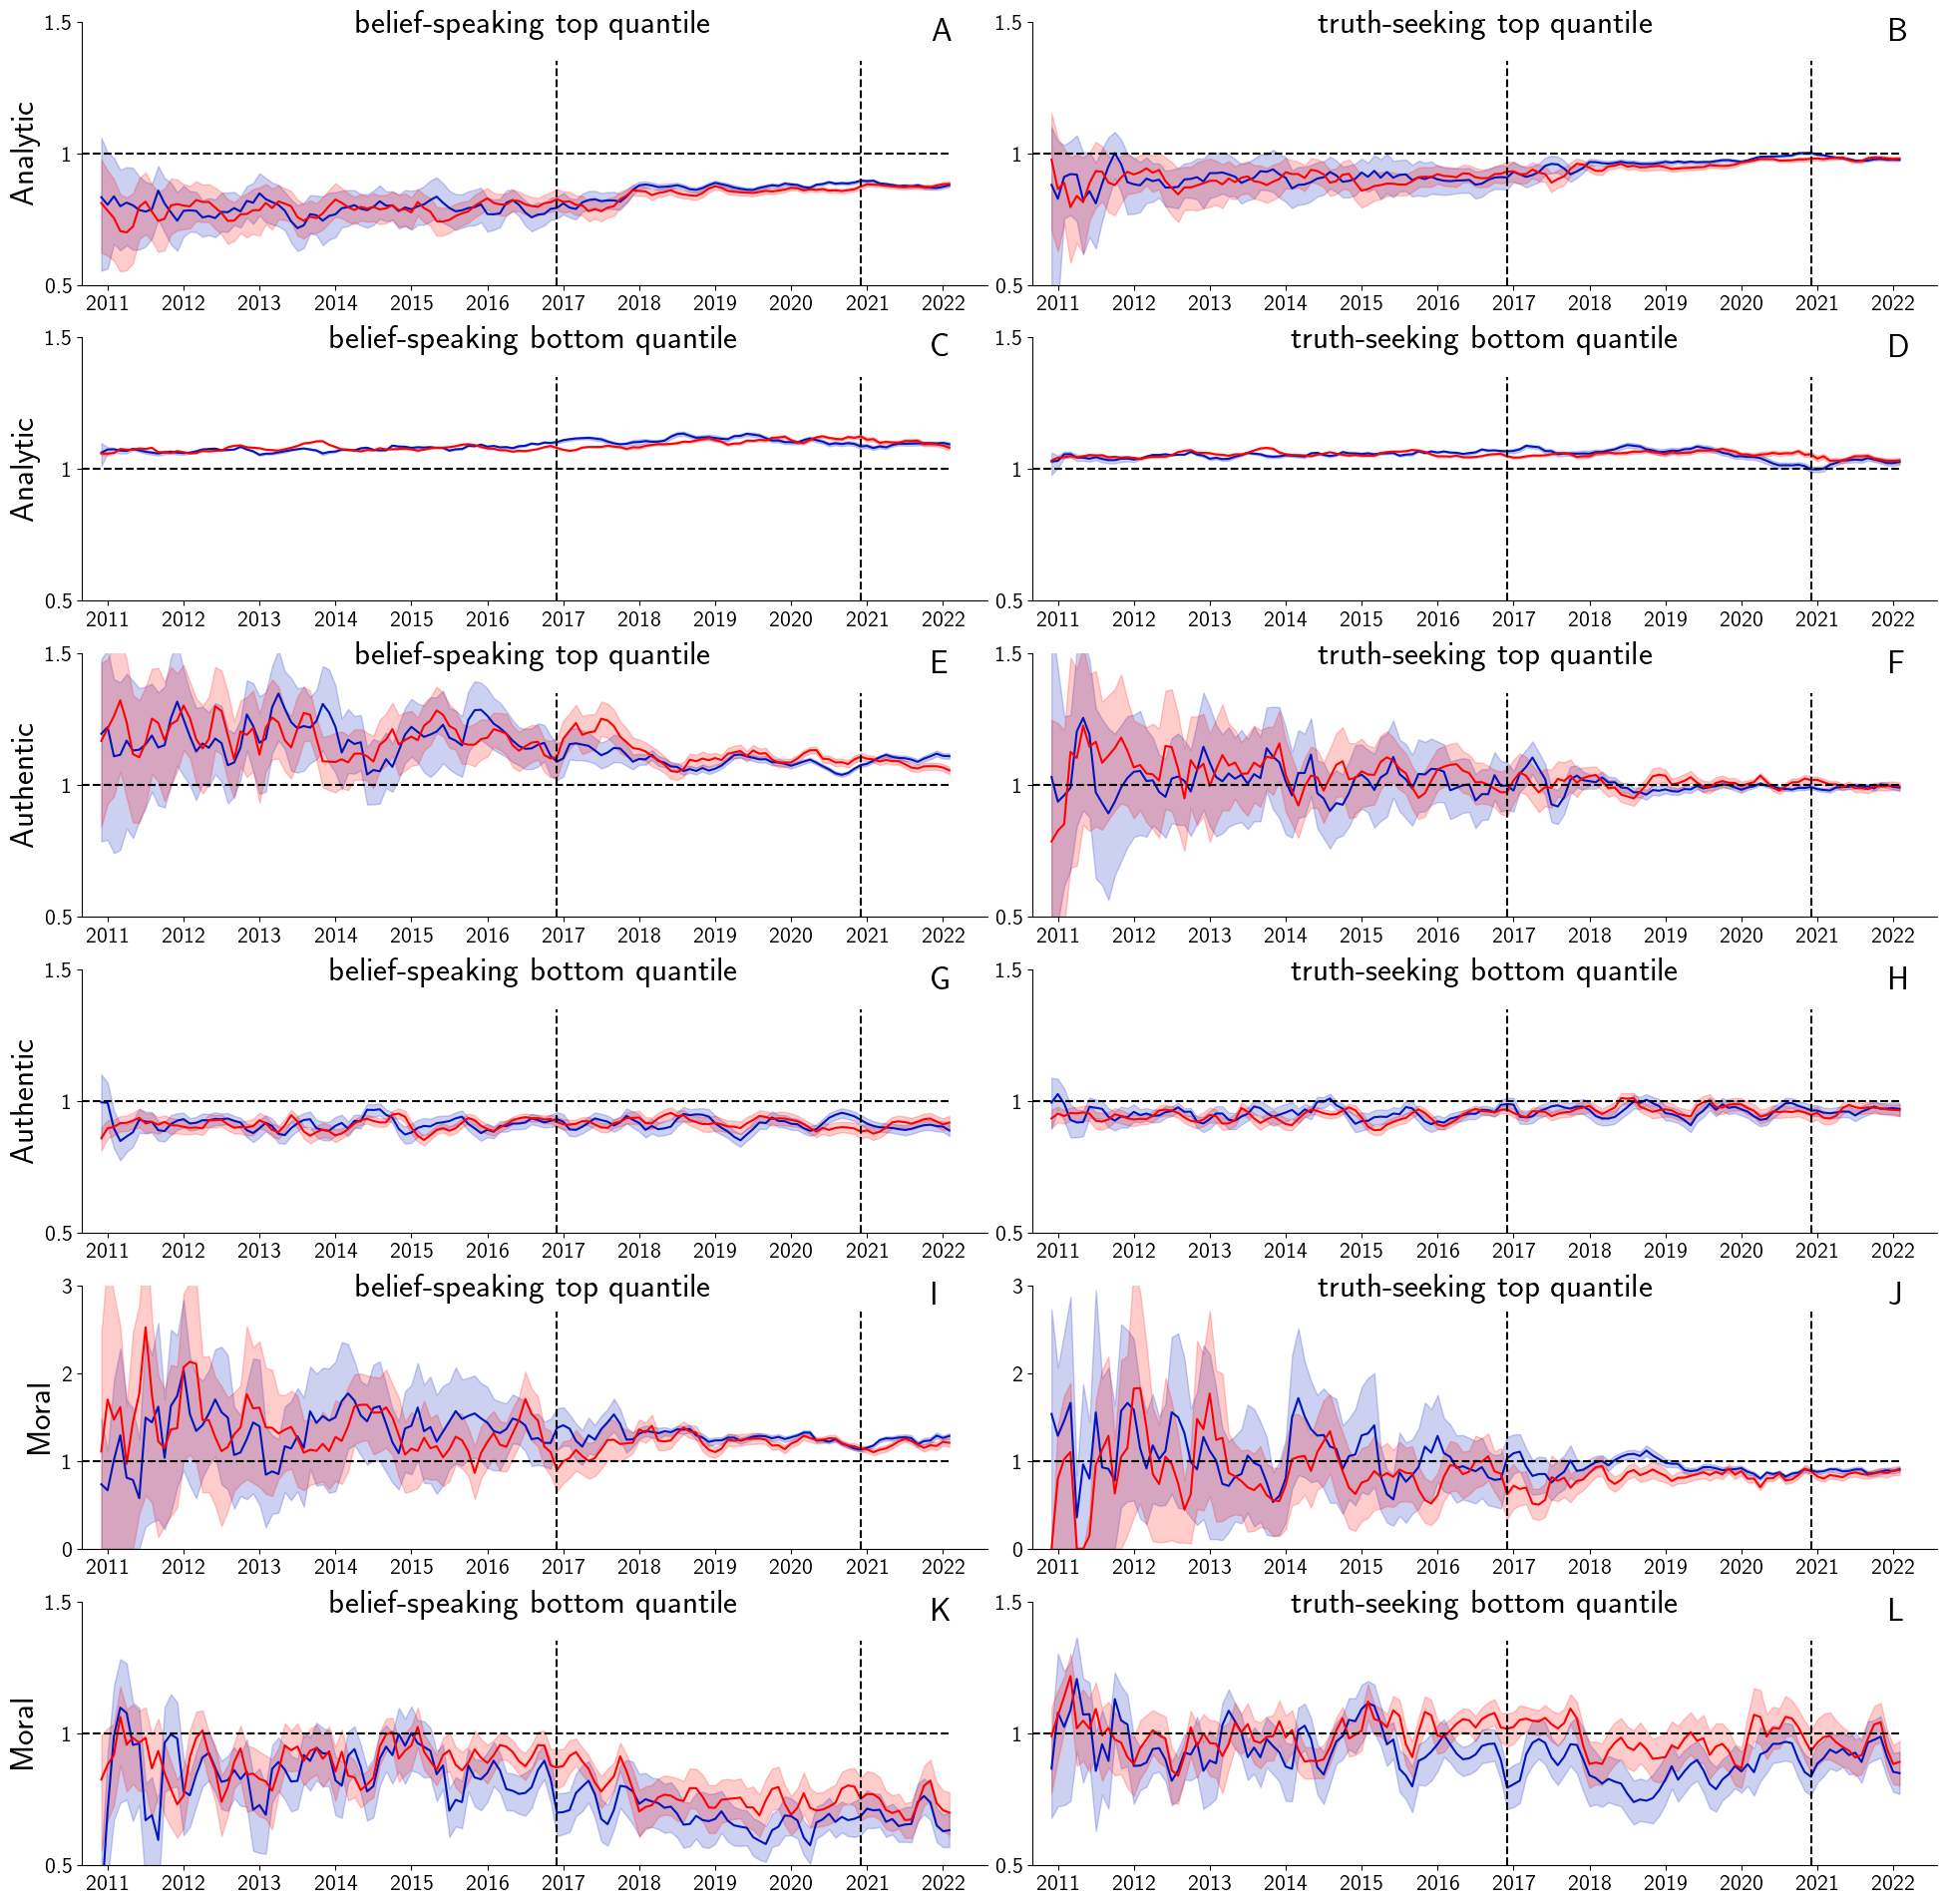 belief-speaking top quantile A
1.5
1
0.5
Analytic
2011 2012 2013 2014 2015 2016 2017 2018 2019 2020 2021 2022
truth-seeking top quantile B
1.5
1
0.5
2011 2012 2013 2014 2015 2016 2017 2018 2019 2020 2021 2022
belief-speaking bottom quantile C
1.5
1
0.5
Analytic
2011 2012 2013 2014 2015 2016 2017 2018 2019 2020 2021 2022
truth-seeking bottom quantile D
1.5
1
0.5
2011 2012 2013 2014 2015 2016 2017 2018 2019 2020 2021 2022
belief-speaking top quantile E
1.5
1
0.5
Authentic
2011 2012 2013 2014 2015 2016 2017 2018 2019 2020 2021 2022
truth-seeking top quantile F
1.5
1
0.5
2011 2012 2013 2014 2015 2016 2017 2018 2019 2020 2021 2022
belief-speaking bottom quantile G
1.5
1
0.5
Authentic
2011 2012 2013 2014 2015 2016 2017 2018 2019 2020 2021 2022
truth-seeking bottom quantile H
1.5
1
0.5
2011 2012 2013 2014 2015 2016 2017 2018 2019 2020 2021 2022
belief-speaking top quantile I
3
2
1
0
Moral
2011 2012 2013 2014 2015 2016 2017 2018 2019 2020 2021 2022
truth-seeking top quantile J
3
2
1
0
2011 2012 2013 2014 2015 2016 2017 2018 2019 2020 2021 2022
belief-speaking bottom quantile K
1.5
1
0.5
Moral
2011 2012 2013 2014 2015 2016 2017 2018 2019 2020 2021 2022
truth-seeking bottom quantile L
1.5
1
0.5
2011 2012 2013 2014 2015 2016 2017 2018 2019 2020 2021 2022